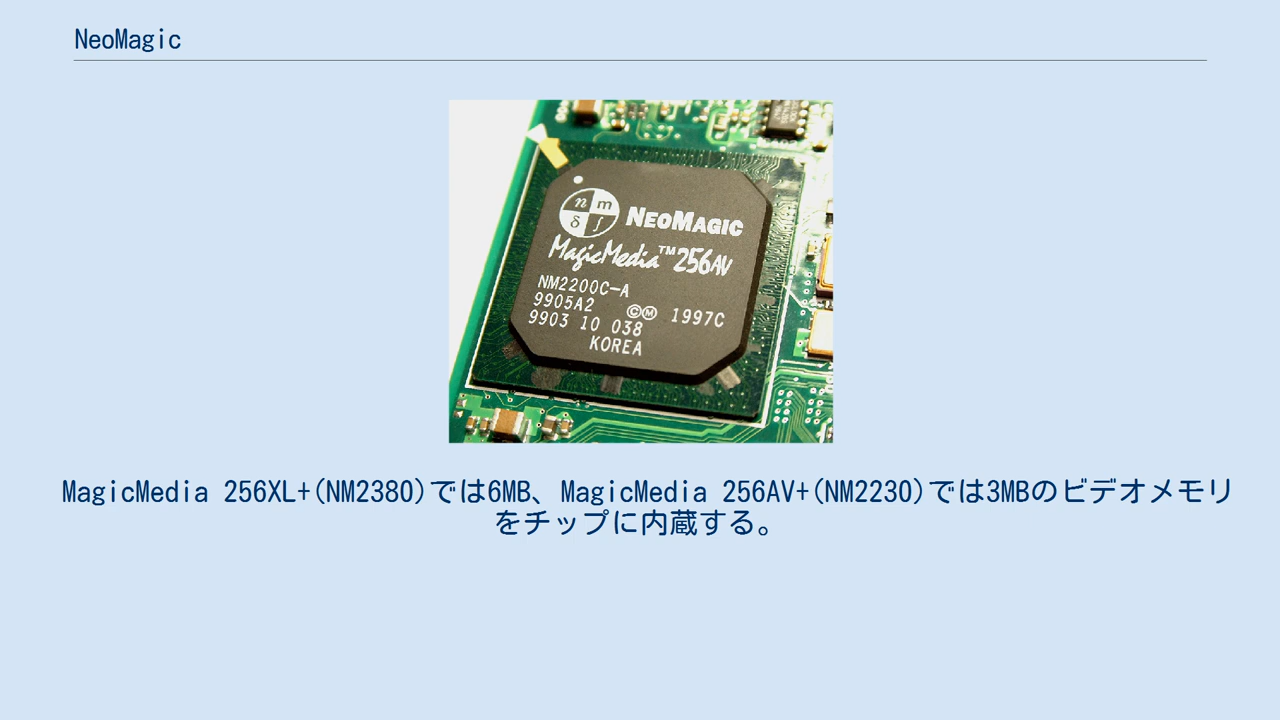 NeoMagic
n m
δ ∫
NEOMAGIC
MagicMedia™256AV
NM2200C-A
9905A2
©Ⓜ 1997C
9903 10 038
KOREA
MagicMedia 256XL+(NM2380)では6MB、MagicMedia 256AV+(NM2230)では3MBのビデオメモリ
をチップに内蔵する。